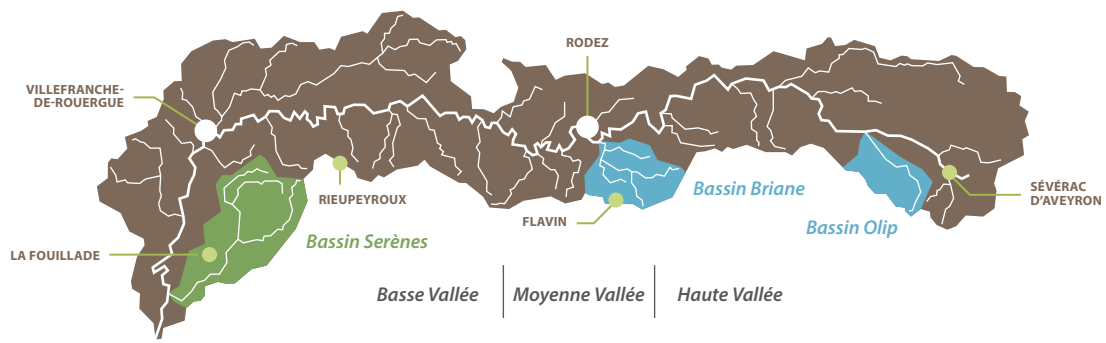 RODEZ
VILLEFRANCHE-
DE-ROUERGUE
RIEUPEYROUX
Bassin Briane
SÉVÉRAC
D'AVEYRON
FLAVIN
Bassin Olip
Bassin Serènes
LA FOUILLADE
Basse Vallée
Moyenne Vallée
Haute Vallée